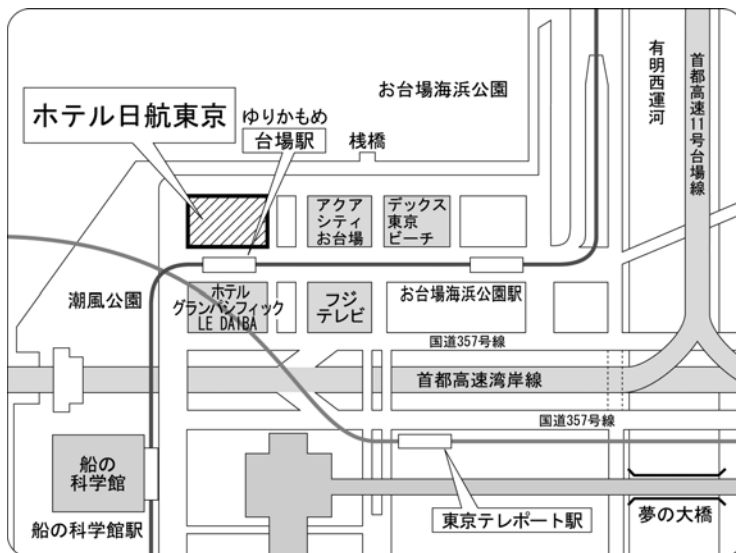 お台場海浜公園
有明西運河
首都高速11号台場線
ホテル日航東京
ゆりかもめ
台場駅
桟橋
アクア
シティ
お台場
デックス
東京
ビーチ
潮風公園
ホテル
グランパシフィック
LE DAIBA
フジ
テレビ
お台場海浜公園駅
国道357号線
首都高速湾岸線
国道357号線
船の
科学館
船の科学館駅
東京テレポート駅
夢の大橋